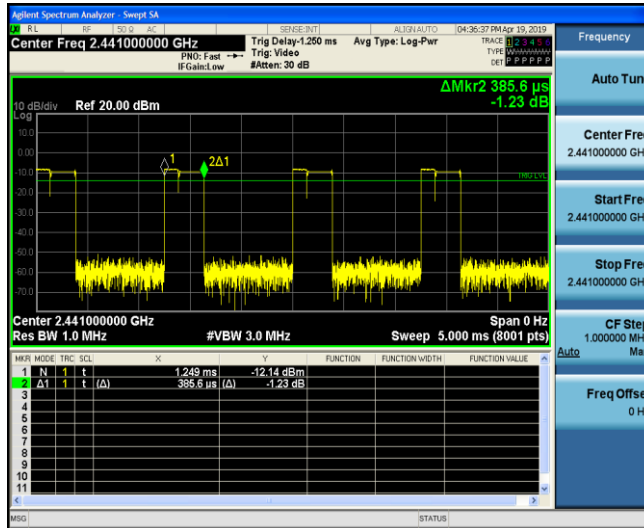 Agilent Spectrum Analyzer - Swept SA
RL RF 50 Ω AC SENSE:INT ALIGN AUTO 04:36:37 PM Apr 19, 2019
Center Freq 2.441000000 GHz
PNO: Fast
IFGain:Low
Trig Delay-1.250 ms
Trig: Video
#Atten: 30 dB
Avg Type: Log-Pwr
TRACE 1 2 3 4 5 6
TYPE
DET P P P P P P
ΔMkr2 385.6 µs
-1.23 dB
10 dB/div Ref 20.00 dBm
Log
10.0
0.00
-10.0
-20.0
-30.0
-40.0
-50.0
-60.0
-70.0
1
2Δ1
TRIG LVL
Center 2.441000000 GHz Span 0 Hz
Res BW 1.0 MHz #VBW 3.0 MHz Sweep 5.000 ms (8001 pts)
MKR MODE TRC SCL X Y FUNCTION FUNCTION WIDTH FUNCTION VALUE
1 N 1 t 1.249 ms -12.14 dBm
2 Δ1 1 t (Δ) 385.6 µs (Δ) -1.23 dB
3
4
5
6
7
8
9
10
11
MSG STATUS
Frequency
Auto Tun
Center Fre
2.441000000 GH
Start Fre
2.441000000 GH
Stop Fre
2.441000000 GH
CF Step
1.000000 MH
Auto Ma
Freq Offse
0 H